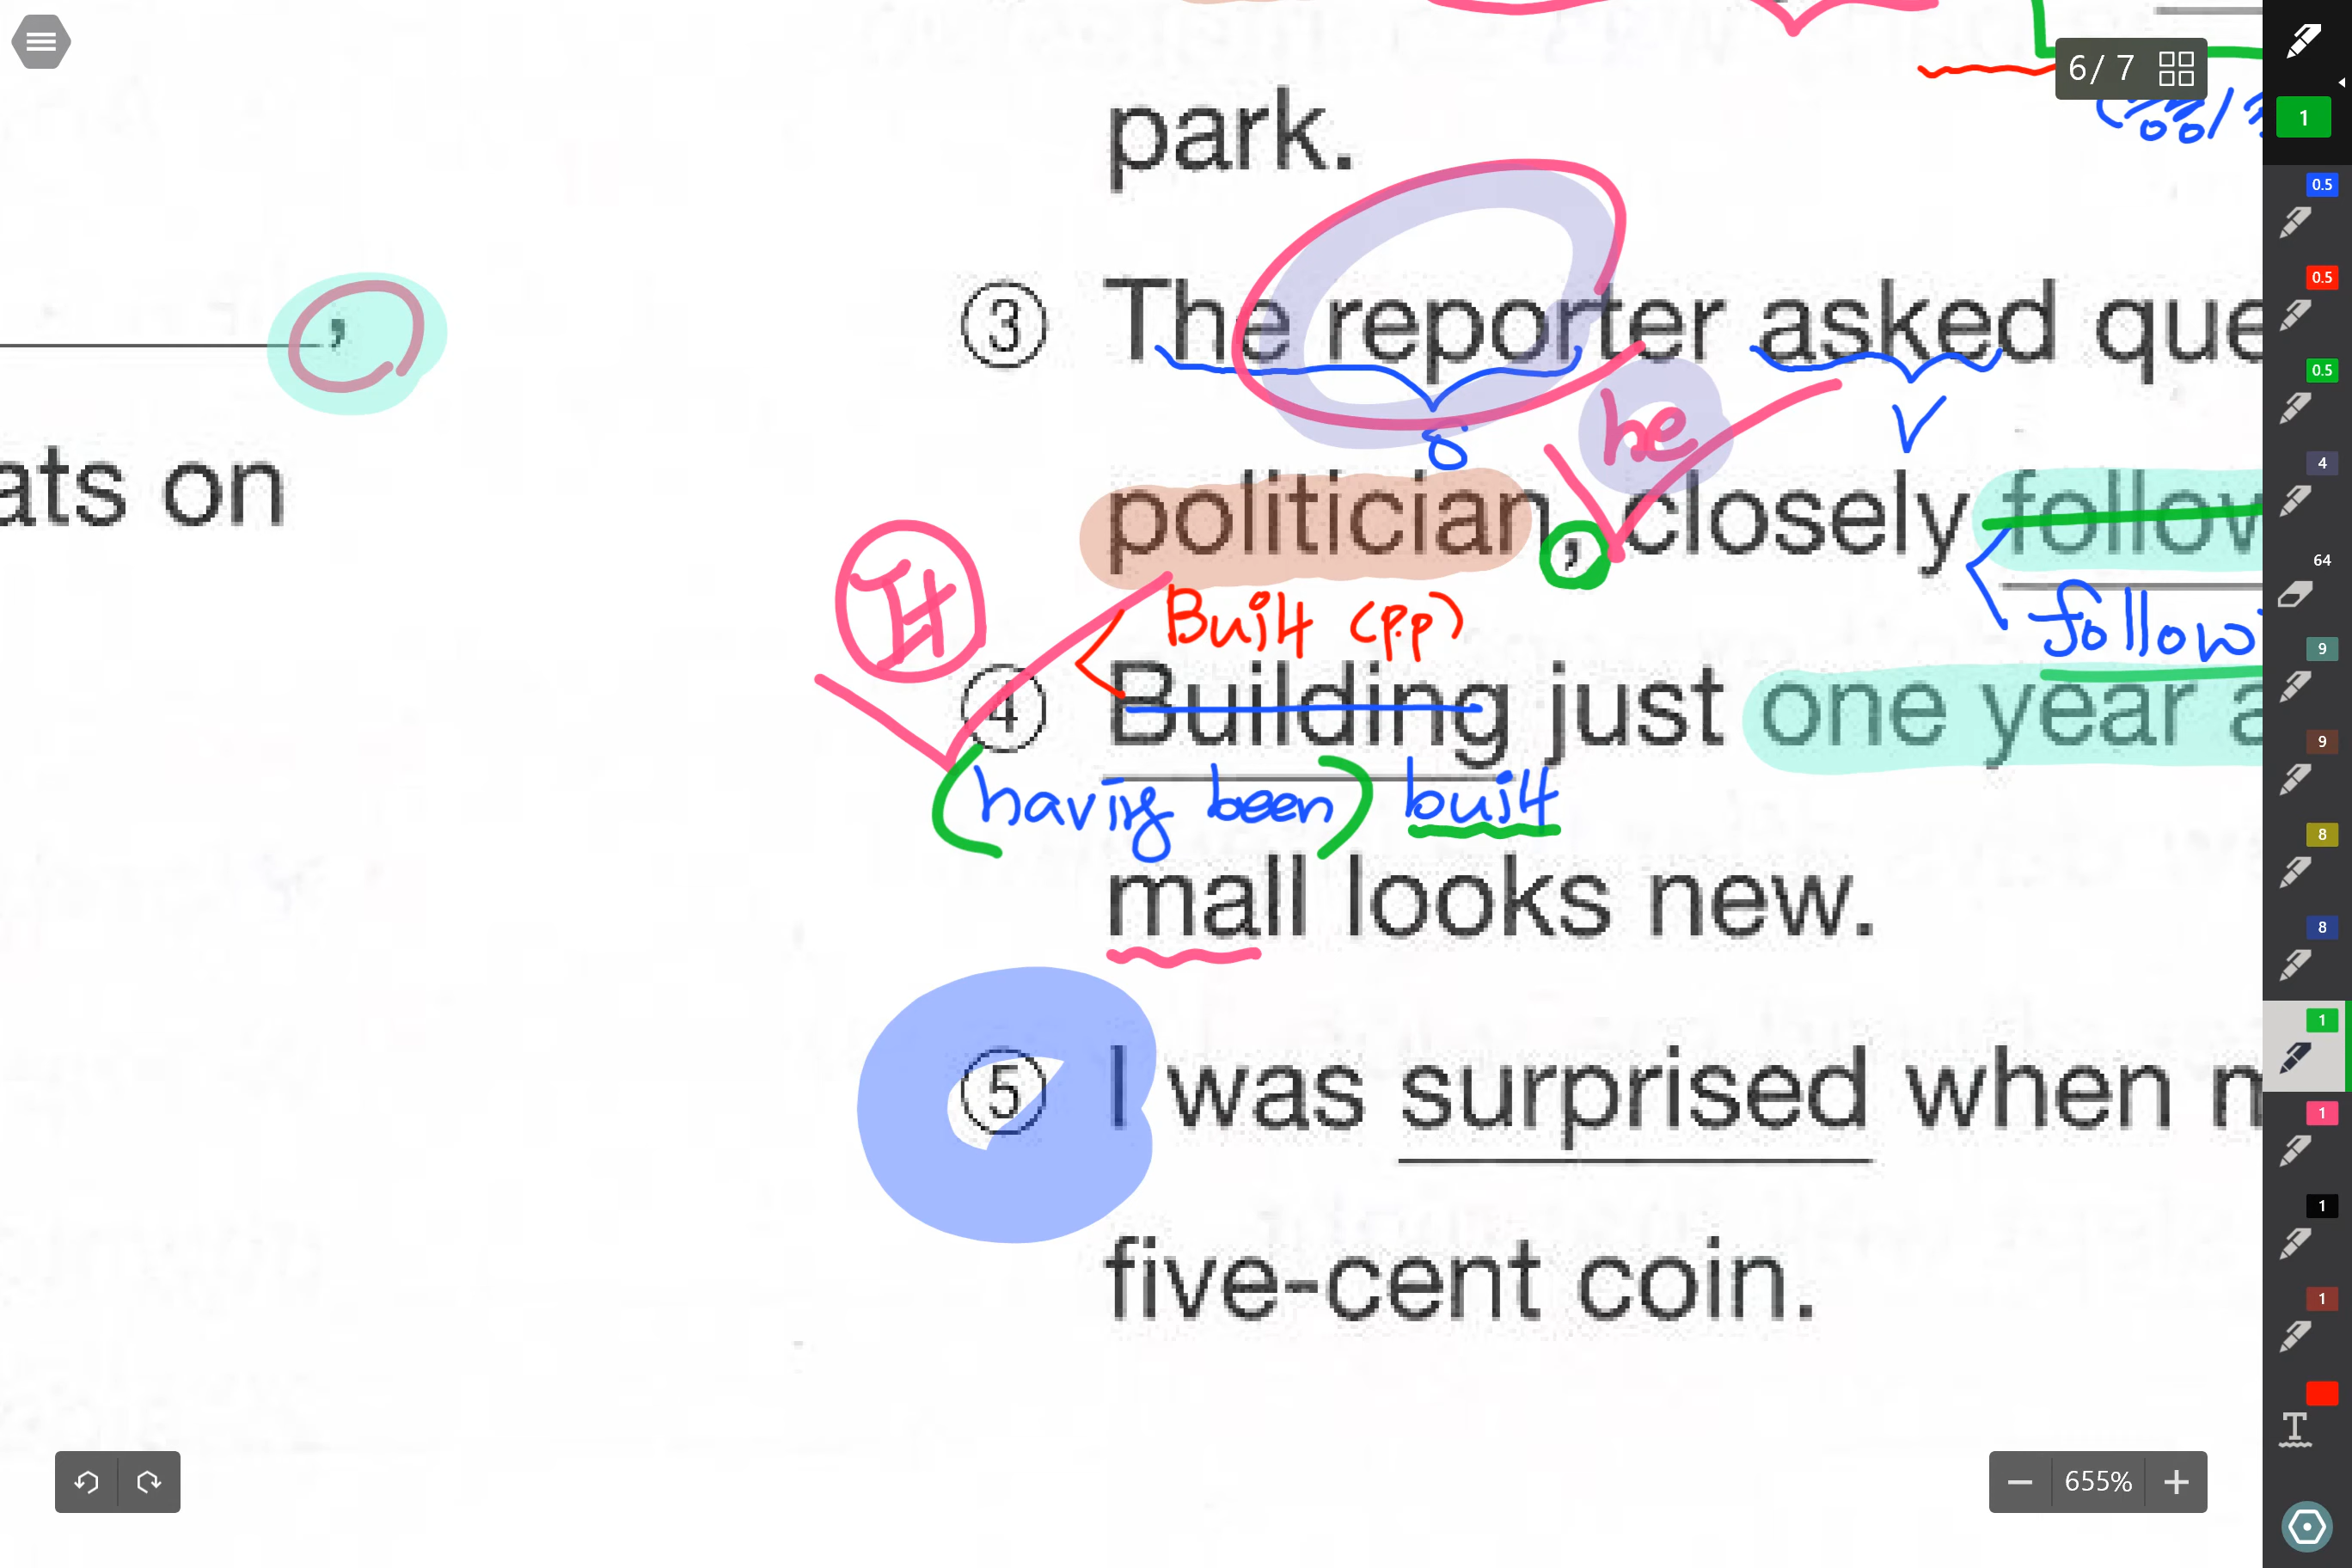 6/ 7
park.
,
③ The reporter asked que
he
s
v
ats on
politician, closely follow
Built (P.P)
follow
④ Building just one year a
(having been) built
mall looks new.
⑤ I was surprised when
five-cent coin.
655%
1
0.5
0.5
0.5
4
64
9
9
8
8
1
1
1
1
T